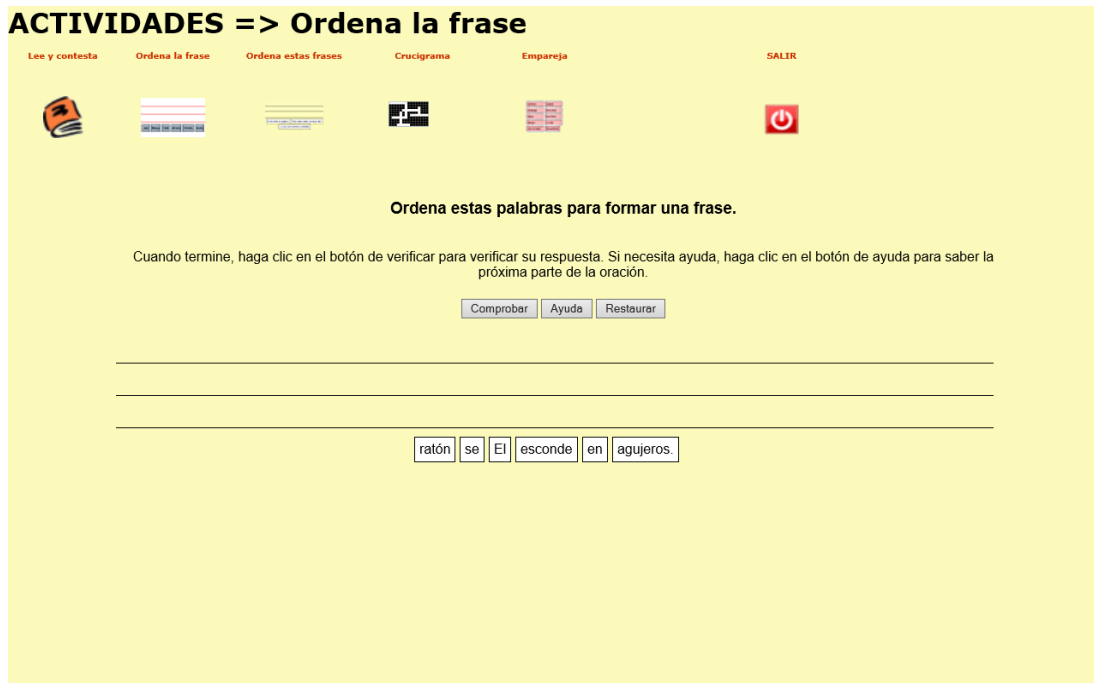 ACTIVIDADES => Ordena la frase
Lee y contesta Ordena la frase Ordena estas frases Crucigrama Empareja SALIR
Ordena estas palabras para formar una frase.
Cuando termine, haga clic en el botón de verificar para verificar su respuesta. Si necesita ayuda, haga clic en el botón de ayuda para saber la
próxima parte de la oración.
Comprobar Ayuda Restaurar
ratón se El esconde en agujeros.